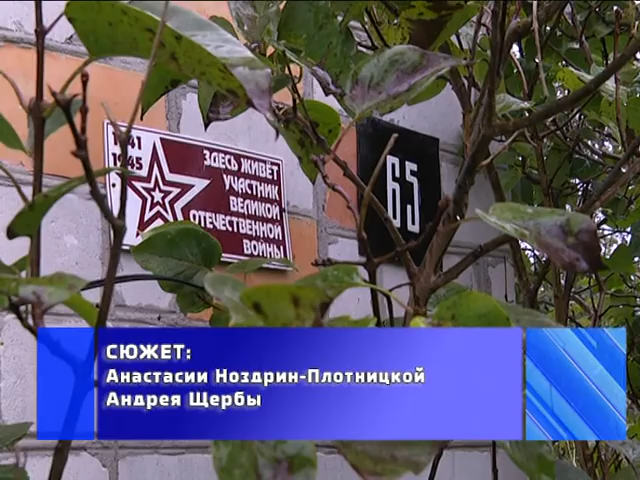 1941
1945
ЗДЕСЬ ЖИВЁТ
УЧАСТНИК
ВЕЛИКОЙ
ОТЕЧЕСТВЕННОЙ
ВОЙНЫ
65
СЮЖЕТ:
Анастасии Ноздрин-Плотницкой
Андрея Щербы